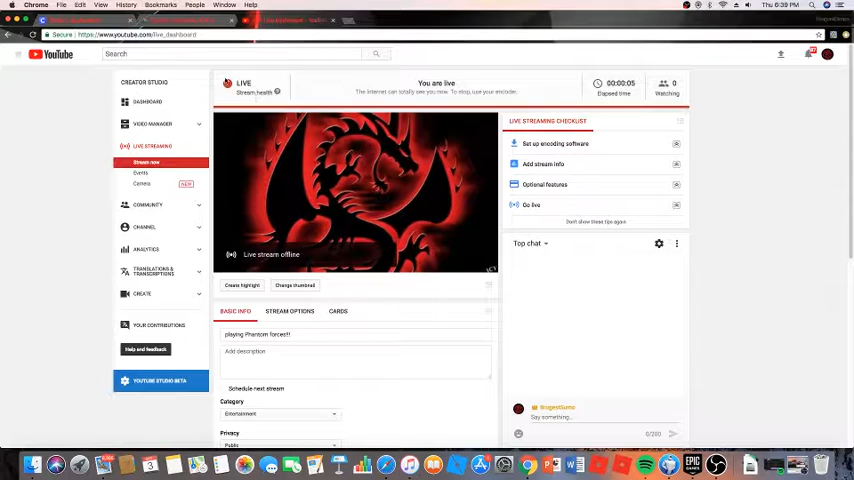 Chrome File Edit View History Bookmarks People Window Help
Thu 6:39 PM
Secure https://www.youtube.com/live_dashboard
YouTube
Search
CREATOR STUDIO
DASHBOARD
VIDEO MANAGER
LIVE STREAMING
Stream now
Events
Camera NEW
COMMUNITY
CHANNEL
ANALYTICS
TRANSLATIONS &
TRANSCRIPTIONS
CREATE
YOUR CONTRIBUTIONS
Help and feedback
YOUTUBE STUDIO BETA
LIVE
Stream health
You are live
The internet can totally see you now. To stop, use your encoder.
00:00:05
Elapsed time
0
Watching
Live stream offline
Create highlight
Change thumbnail
BASIC INFO STREAM OPTIONS CARDS
playing Phantom forces!!!
Add description
Schedule next stream
Category
Entertainment
Privacy
Public
LIVE STREAMING CHECKLIST
Set up encoding software
Add stream info
Optional features
Go live
Don't show these tips again
Top chat
Say something...
0/200